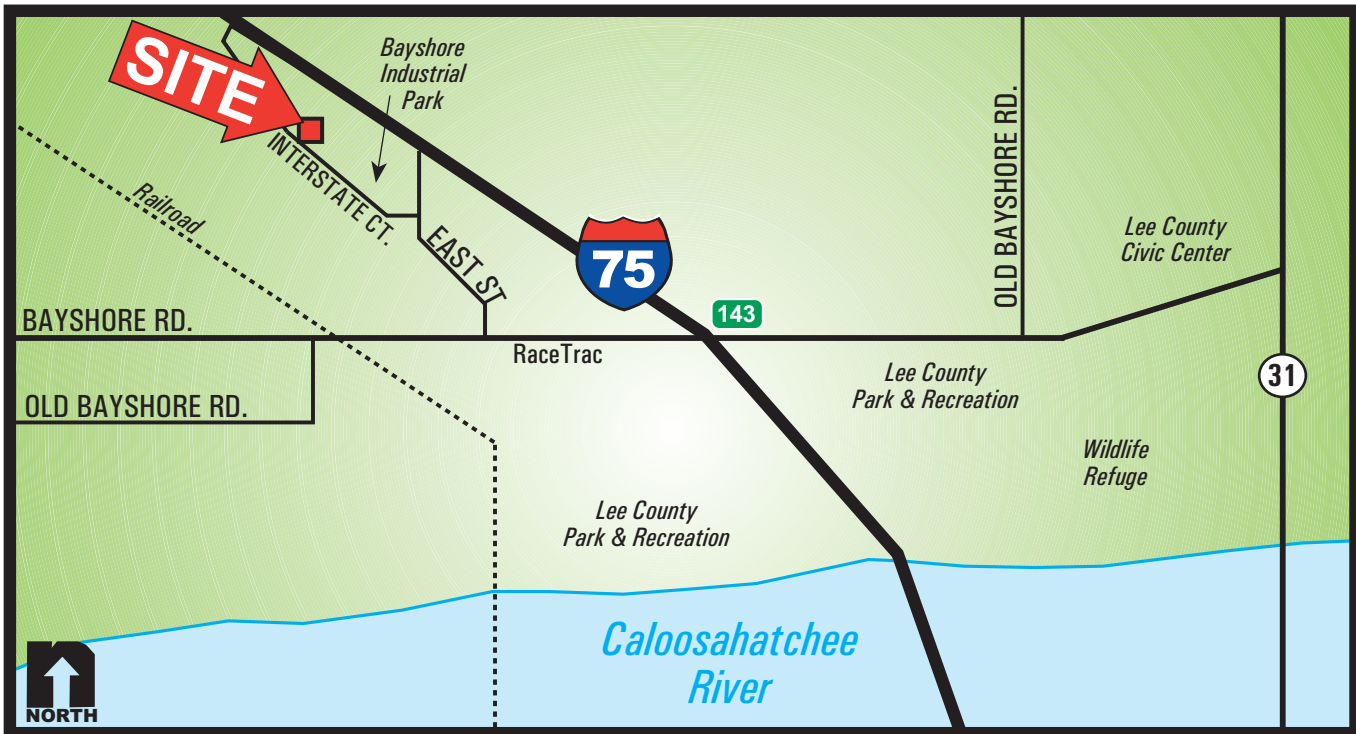 SITE
Bayshore
Industrial
Park
INTERSTATE CT.
Railroad
EAST ST
75
143
OLD BAYSHORE RD.
Lee County
Civic Center
BAYSHORE RD.
RaceTrac
Lee County
Park & Recreation
31
OLD BAYSHORE RD.
Wildlife
Refuge
Lee County
Park & Recreation
Caloosahatchee
River
n
NORTH